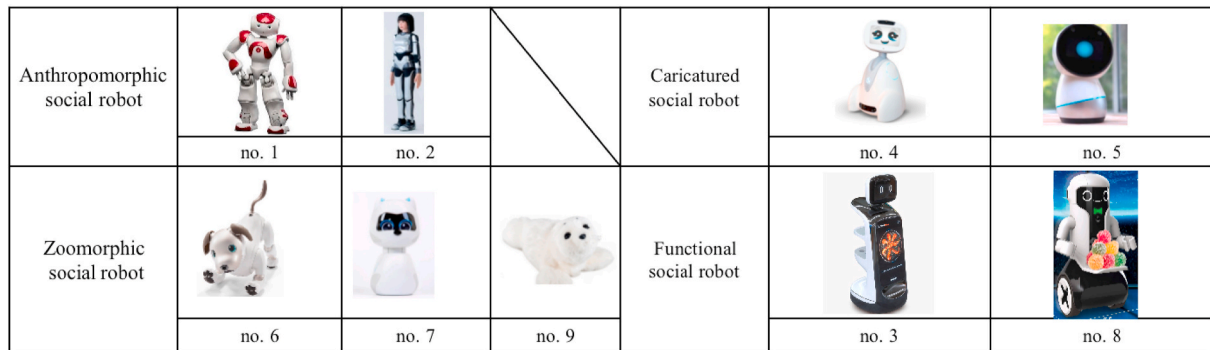 Anthropomorphic
social robot
no. 1
no. 2
Caricatured
social robot
no. 4
no. 5
Zoomorphic
social robot
no. 6
no. 7
no. 9
Functional
social robot
no. 3
no. 8